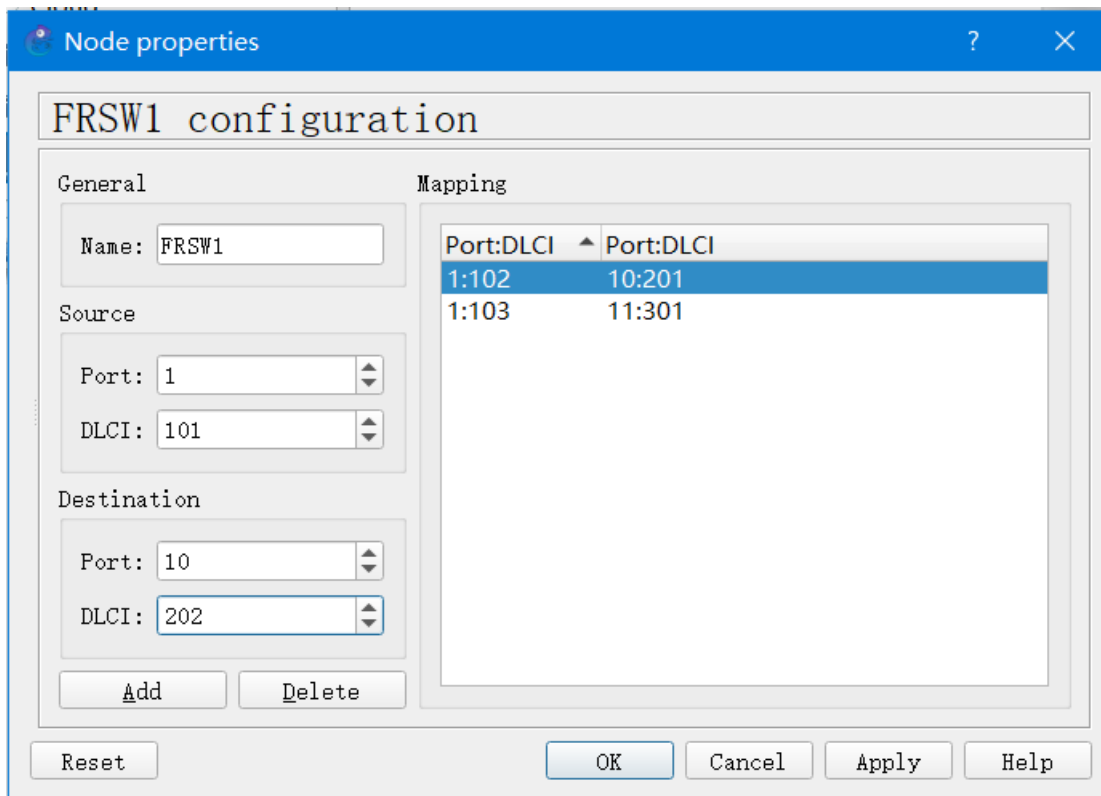 Node properties
?
FRSW1 configuration
General
Name: FRSW1
Source
Port: 1
DLCI: 101
Destination
Port: 10
DLCI: 202
Add Delete
Mapping
Port:DLCI Port:DLCI
1:102 10:201
1:103 11:301
Reset OK Cancel Apply Help